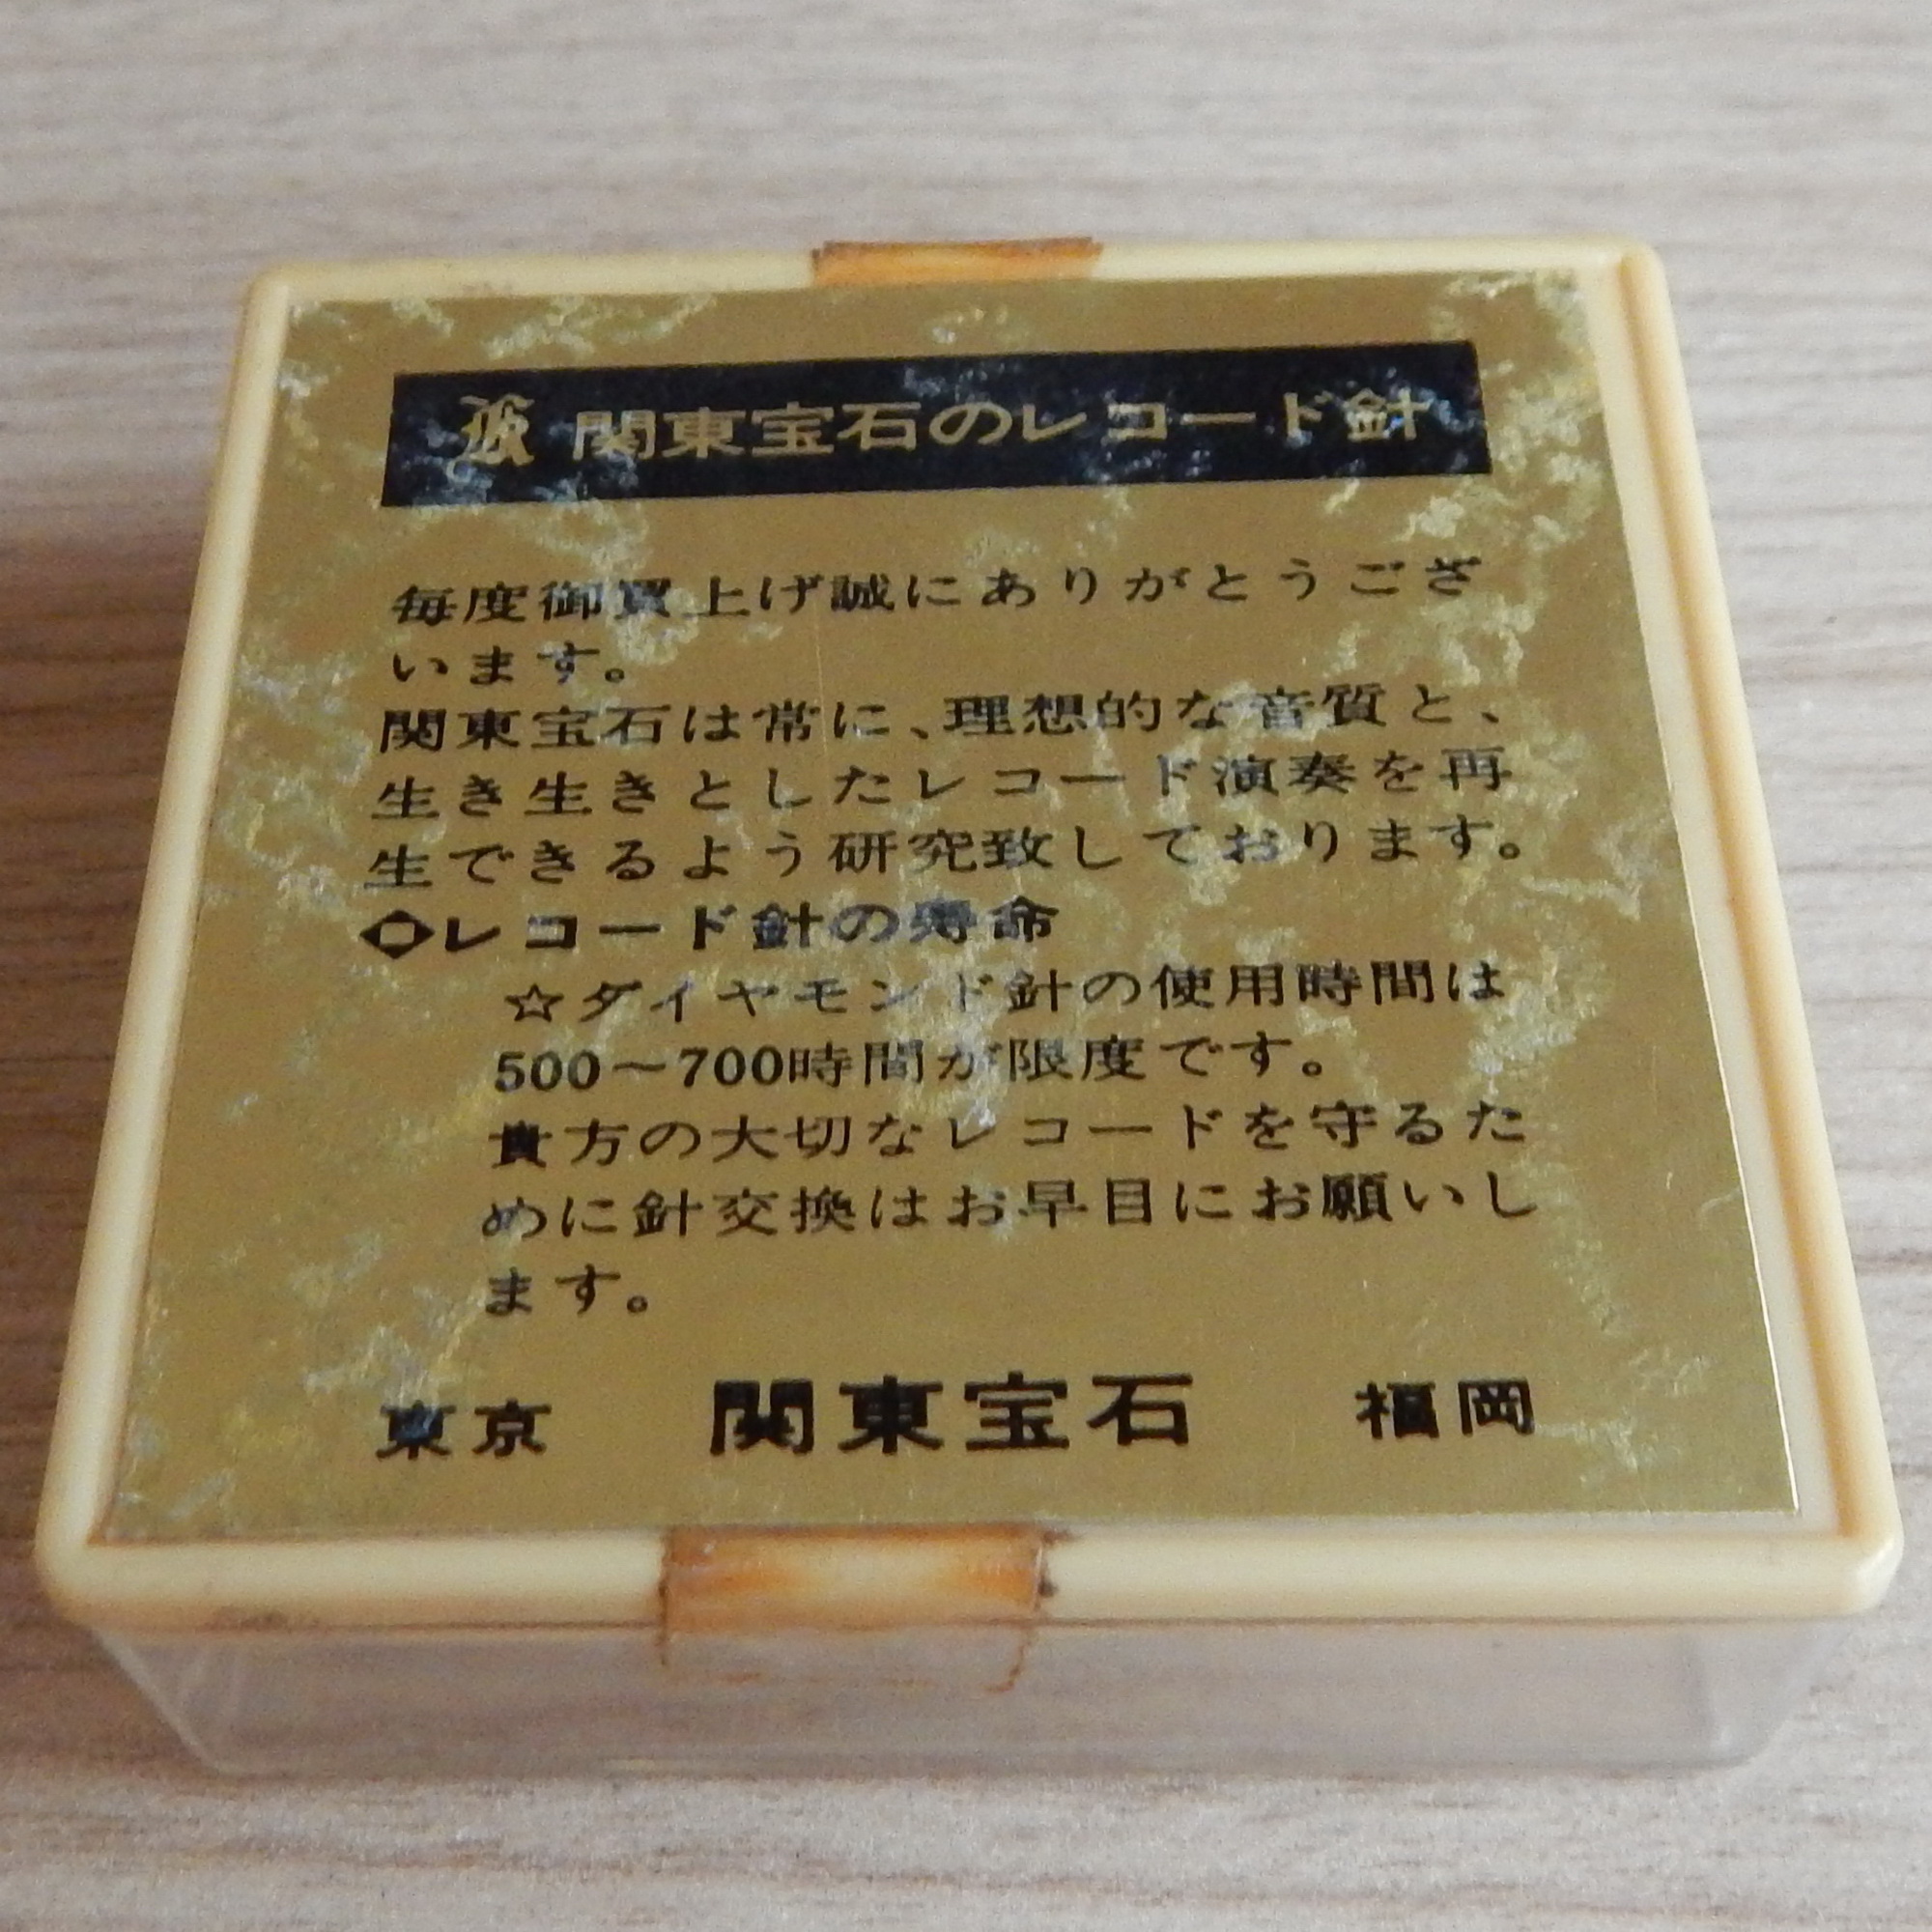 K 関東宝石のレコード針
毎度御買上げ誠にありがとうござ
います。
関東宝石は常に、理想的な音質と、
生き生きとしたレコード演奏を再
生できるよう研究致しております。
◇レコード針の寿命
☆ダイヤモンド針の使用時間は
500〜700時間が限度です。
貴方の大切なレコードを守るた
めに針交換はお早目にお願いし
ます。
東京 関東宝石 福岡